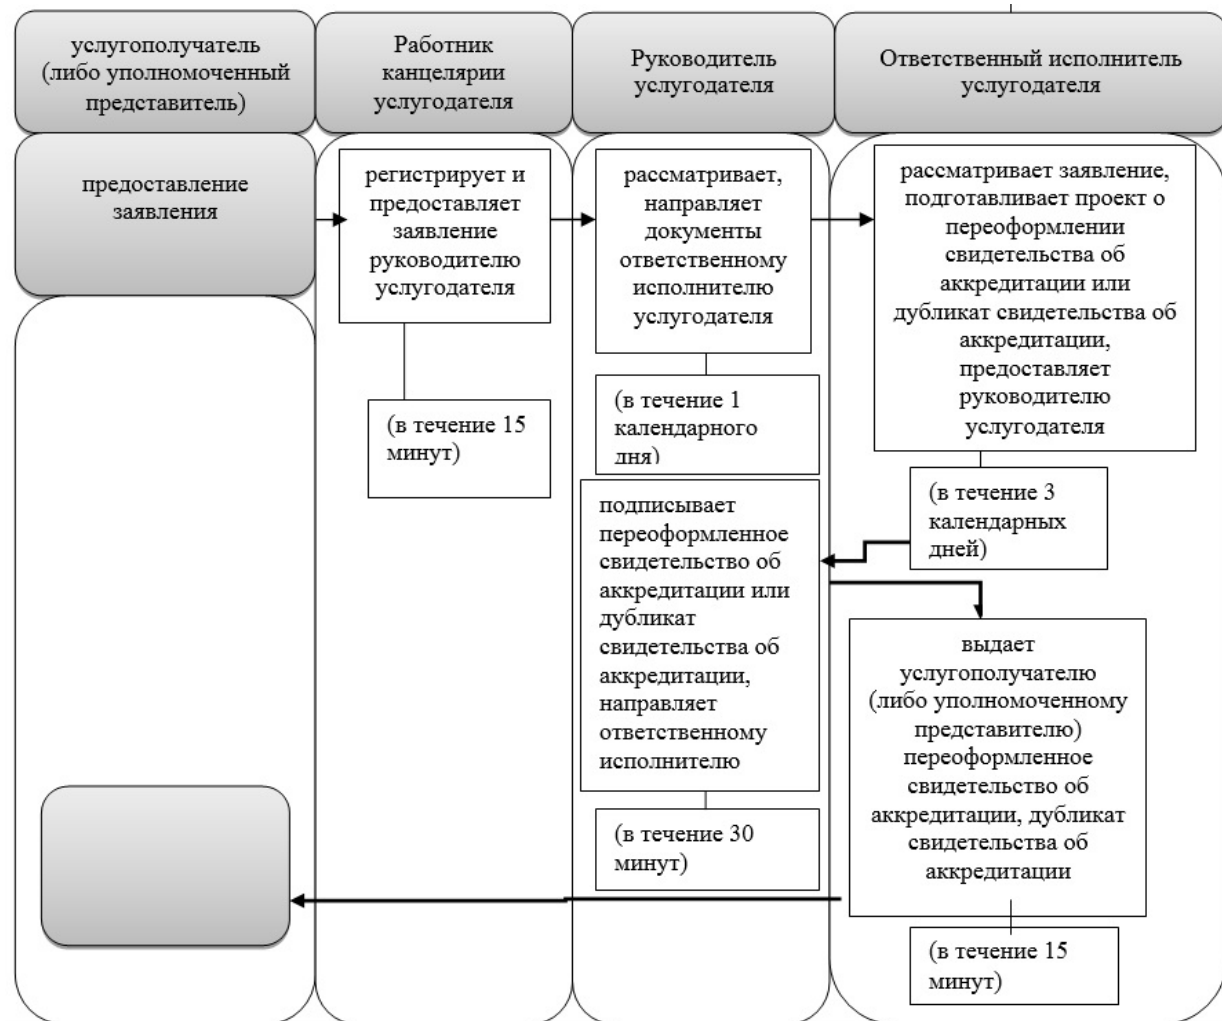 услугополучатель
(либо уполномоченный
представитель)
Работник
канцелярии
услугодателя
Руководитель
услугодателя
Ответственный исполнитель
услугодателя
предоставление
заявления
регистрирует и
предоставляет
заявление
руководителю
услугодателя
(в течение 15
минут)
рассматривает,
направляет
документы
ответственному
исполнителю
услугодателя
(в течение 1
календарного
дня)
рассматривает заявление,
подготавливает проект о
переоформлении
свидетельства об
аккредитации или
дубликат свидетельства об
аккредитации,
предоставляет
руководителю
услугодателя
(в течение 3
календарных
дней)
подписывает
переоформленное
свидетельство об
аккредитации или
дубликат
свидетельства об
аккредитации,
направляет
ответственному
исполнителю
(в течение 30
минут)
выдает
услугополучателю
(либо уполномоченному
представителю)
переоформленное
свидетельство об
аккредитации, дубликат
свидетельства об
аккредитации
(в течение 15
минут)